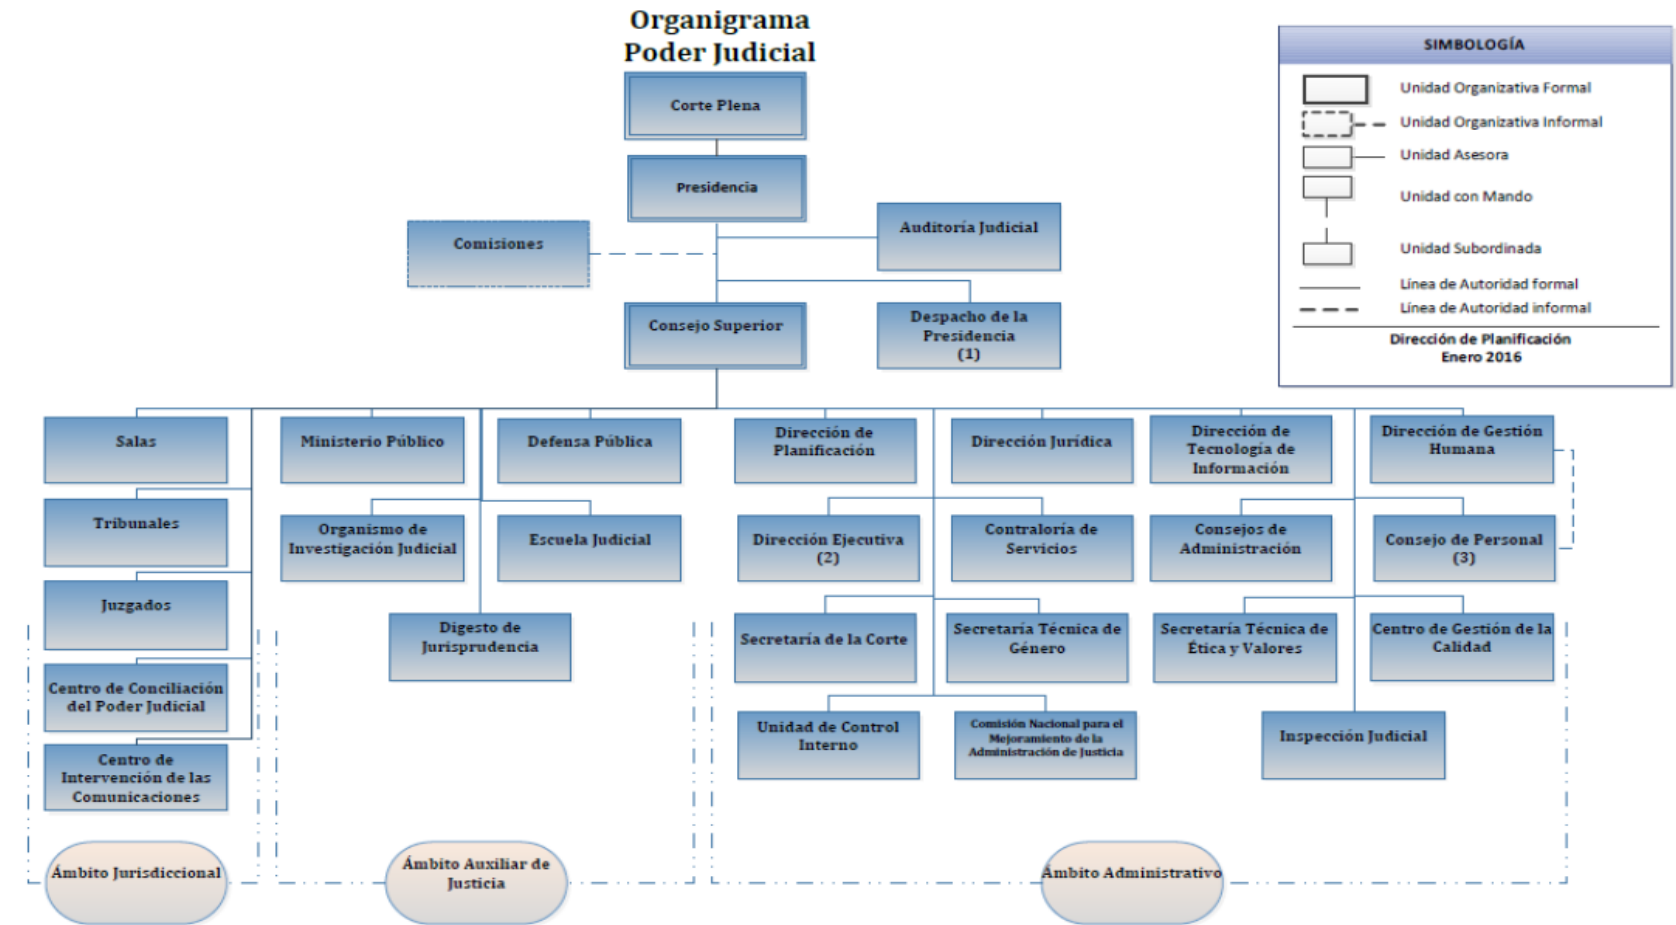 Organigrama
Poder Judicial
SIMBOLOGÍA
Corte Plena
Unidad Organizativa Formal
Unidad Organizativa Informal
Unidad Asesora
Presidencia
Unidad con Mando
Auditoría Judicial
Comisiones
Unidad Subordinada
Línea de Autoridad formal
Línea de Autoridad informal
Consejo Superior
Despacho de la
Presidencia
(1)
Dirección de Planificación
Enero 2016
Salas
Ministerio Público
Defensa Pública
Dirección de
Planificación
Dirección Jurídica
Dirección de
Tecnología de
Información
Dirección de Gestión
Humana
Tribunales
Organismo de
Investigación Judicial
Escuela Judicial
Dirección Ejecutiva
(2)
Contraloría de
Servicios
Consejos de
Administración
Consejo de Personal
(3)
Juzgados
Digesto de
Jurisprudencia
Secretaría de la Corte
Secretaría Técnica de
Género
Secretaría Técnica de
Ética y Valores
Centro de Gestión de la
Calidad
Centro de Conciliación
del Poder Judicial
Unidad de Control
Interno
Comisión Nacional para el
Mejoramiento de la
Administración de Justicia
Inspección Judicial
Centro de
Intervención de las
Comunicaciones
Ámbito Jurisdiccional
Ámbito Auxiliar de
Justicia
Ámbito Administrativo